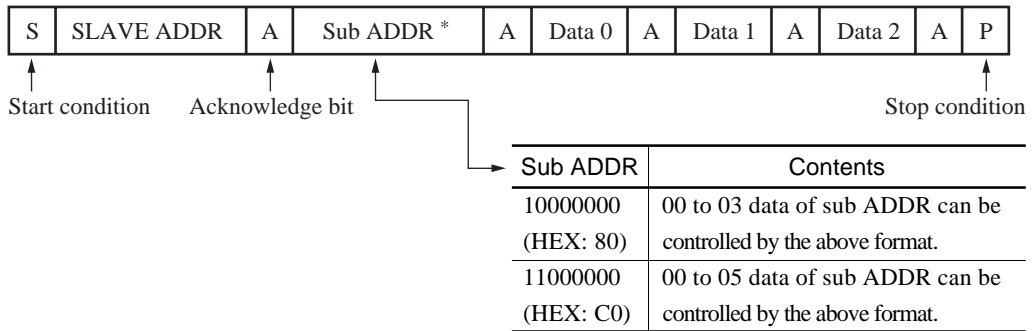 S SLAVE ADDR A Sub ADDR * A Data 0 A Data 1 A Data 2 A P
Start condition Acknowledge bit Stop condition
Sub ADDR Contents
10000000 00 to 03 data of sub ADDR can be
(HEX: 80) controlled by the above format.
11000000 00 to 05 data of sub ADDR can be
(HEX: C0) controlled by the above format.